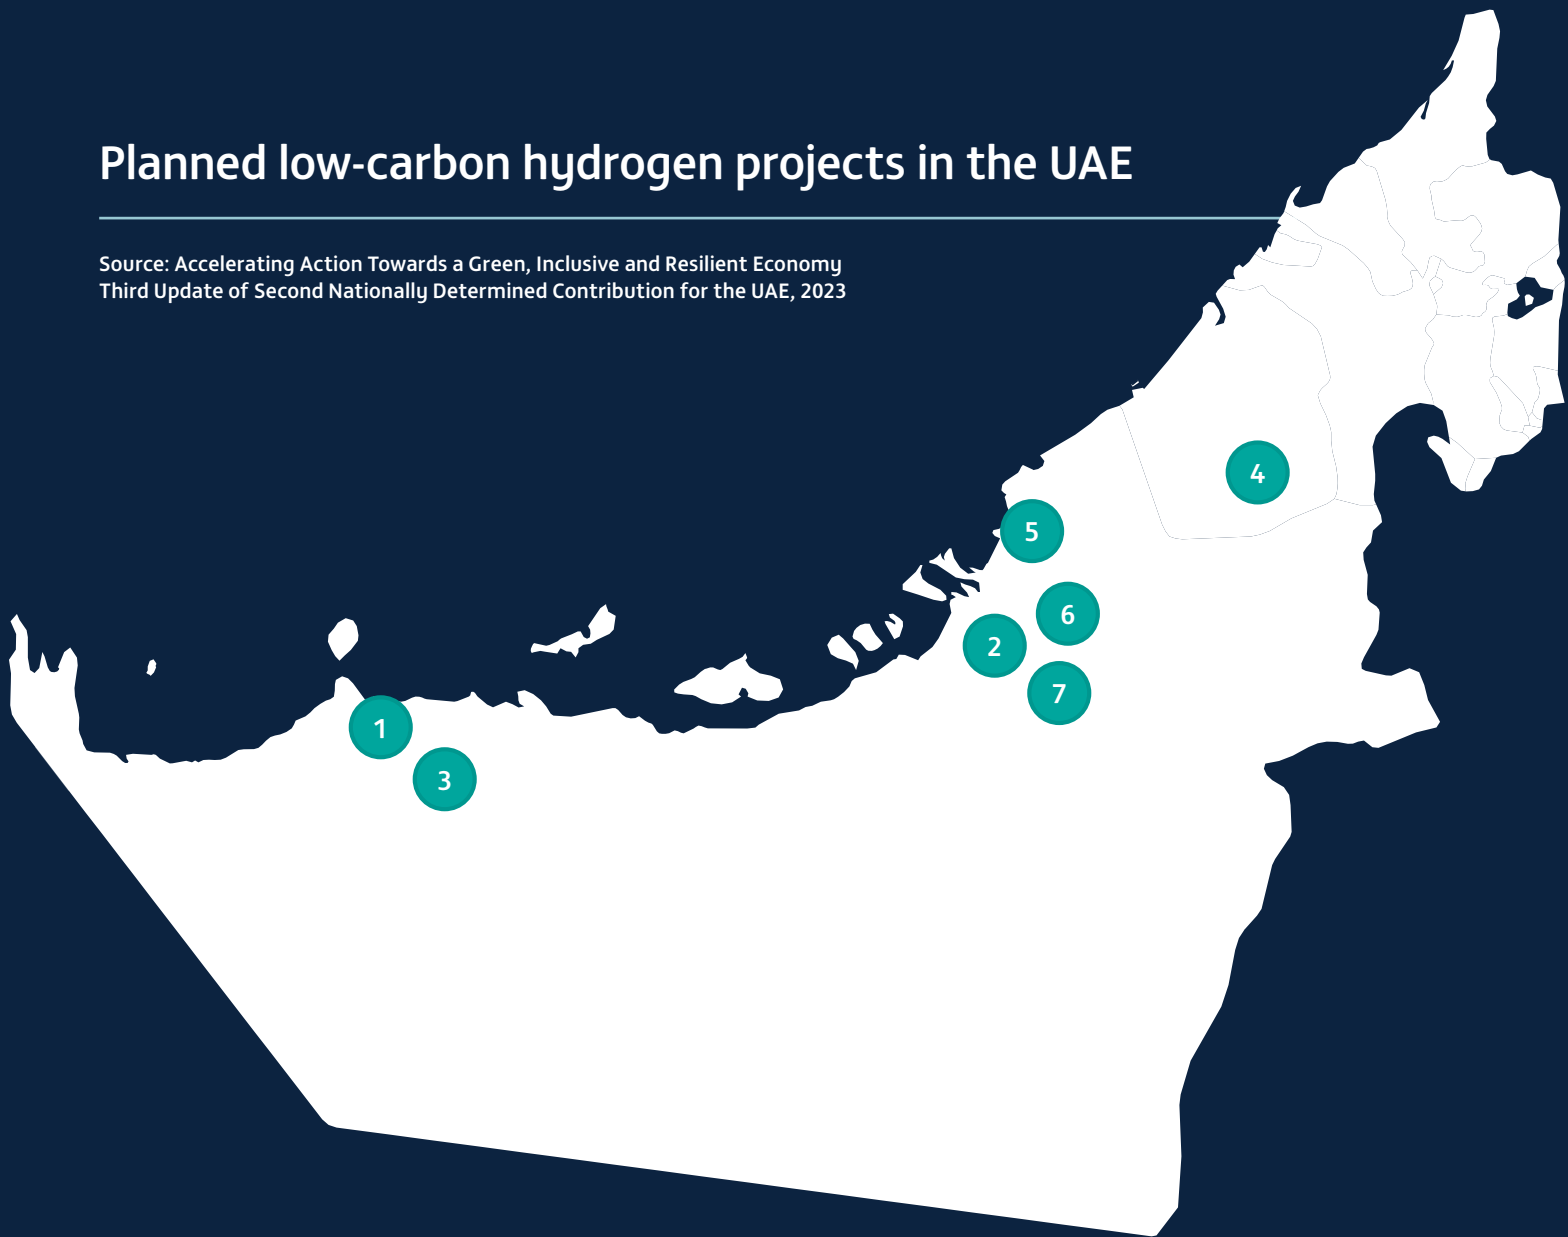 Planned low-carbon hydrogen projects in the UAE
Source: Accelerating Action Towards a Green, Inclusive and Resilient Economy
Third Update of Second Nationally Determined Contribution for the UAE, 2023
4
5
6
2
7
1
3